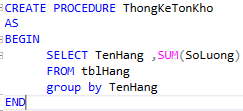 CREATE PROCEDURE ThongKeTonKho
AS
BEGIN
SELECT TenHang ,SUM(SoLuong)
FROM tblHang
group by TenHang
END